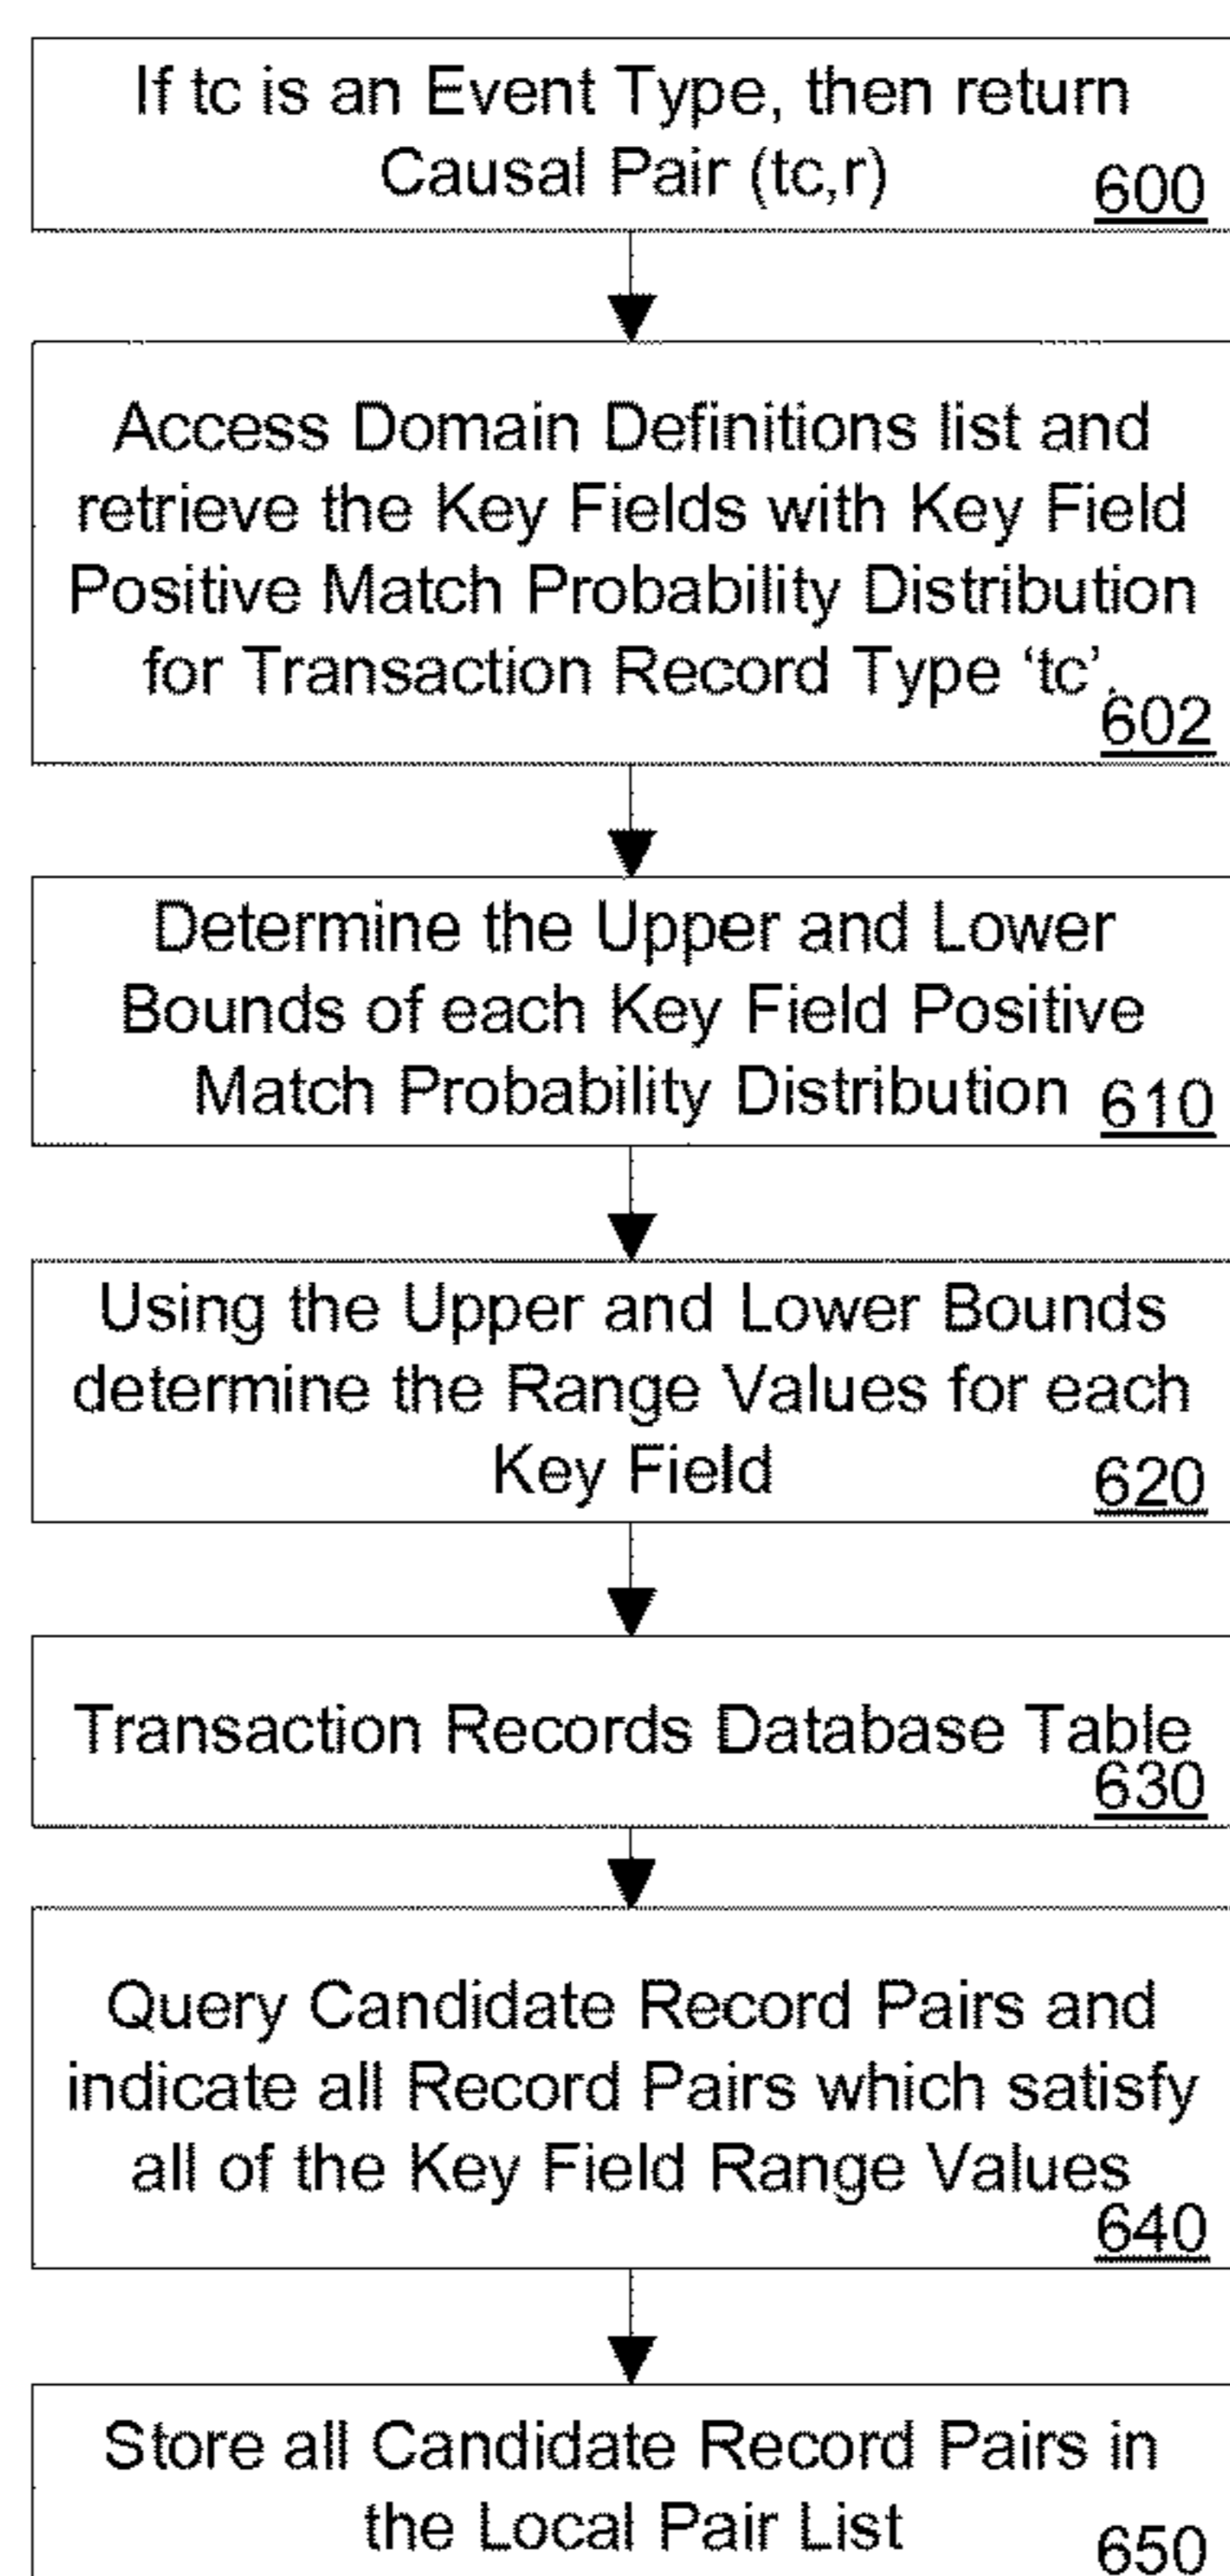 If tc is an Event Type, then return
Causal Pair (tc,r)
600
Access Domain Definitions list and
retrieve the Key Fields with Key Field
Positive Match Probability Distribution
for Transaction Record Type ‘tc’.
602
Determine the Upper and Lower
Bounds of each Key Field Positive
Match Probability Distribution
610
Using the Upper and Lower Bounds
determine the Range Values for each
Key Field
620
Transaction Records Database Table
630
Query Candidate Record Pairs and
indicate all Record Pairs which satisfy
all of the Key Field Range Values
640
Store all Candidate Record Pairs in
the Local Pair List
650